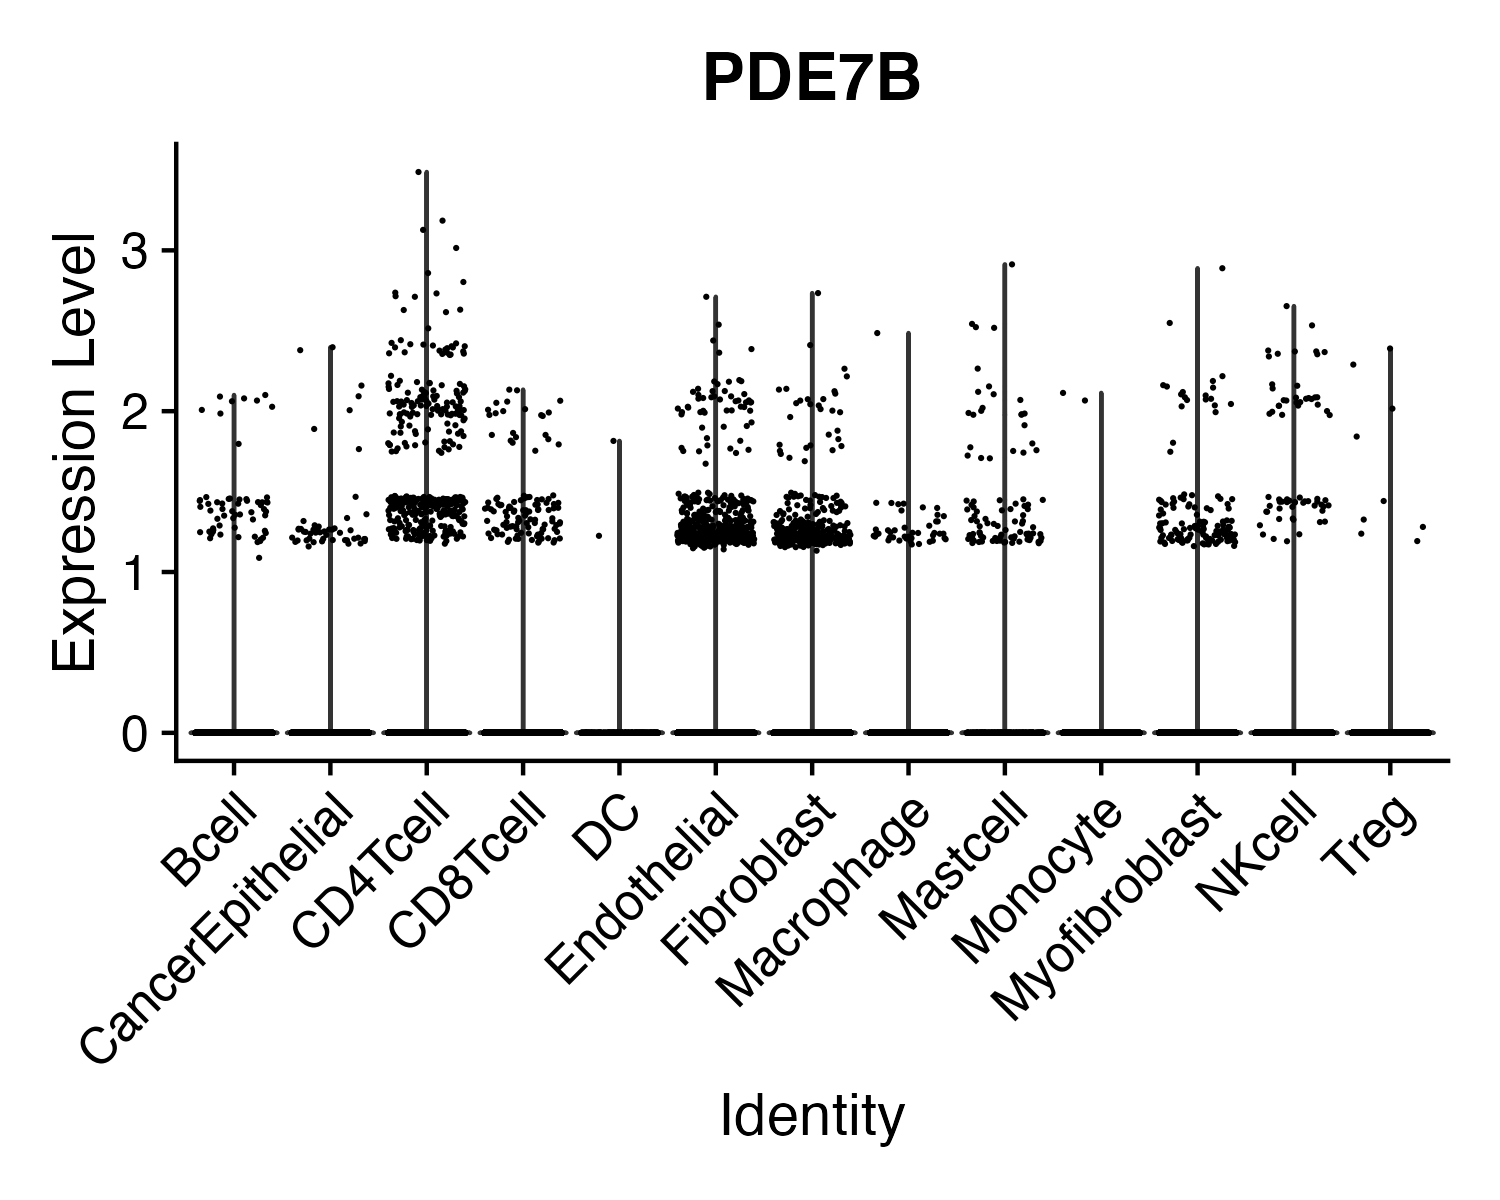 PDE7B
Expression Level
3
2
1
0
Bcell
CancerEpithelial
CD4Tcell
CD8Tcell
DC
Endothelial
Fibroblast
Macrophage
Mastcell
Monocyte
Myofibroblast
NKcell
Treg
Identity